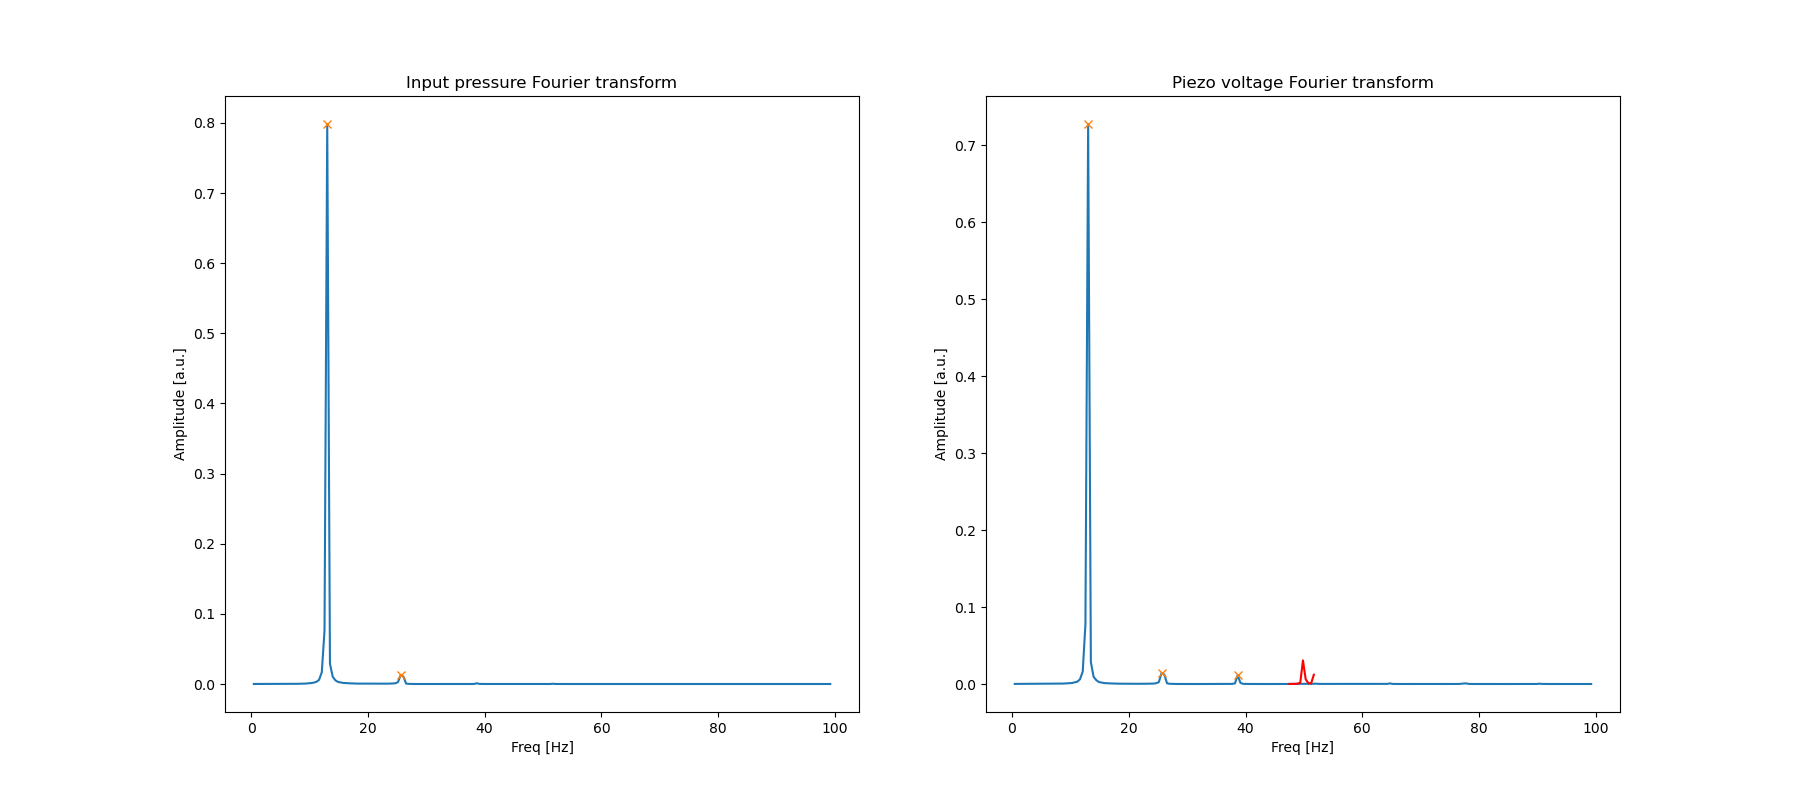 Input pressure Fourier transform
Amplitude [a.u.]
0.8
0.7
0.6
0.5
0.4
0.3
0.2
0.1
0.0
0 20 40 60 80 100
Freq [Hz]
Piezo voltage Fourier transform
Amplitude [a.u.]
0.7
0.6
0.5
0.4
0.3
0.2
0.1
0.0
0 20 40 60 80 100
Freq [Hz]